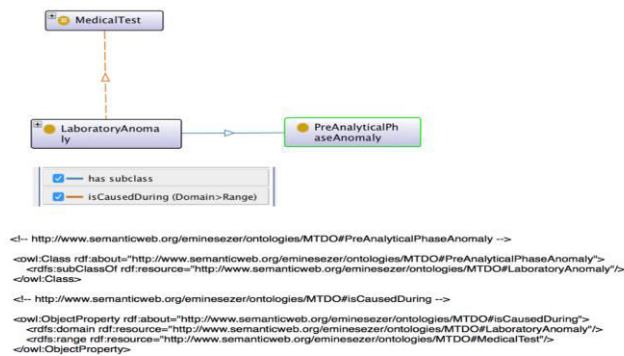 MedicalTest
LaboratoryAnoma
ly
PreAnalyticalPh
aseAnomaly
has subclass
isCausedDuring (Domain>Range)
<!-- http://www.semanticweb.org/eminesezer/ontologies/MTDO#PreAnalyticalPhaseAnomaly -->
<owl:Class rdf:about="http://www.semanticweb.org/eminesezer/ontologies/MTDO#PreAnalyticalPhaseAnomaly">
<rdfs:subClassOf rdf:resource="http://www.semanticweb.org/eminesezer/ontologies/MTDO#LaboratoryAnomaly"/>
</owl:Class>
<!-- http://www.semanticweb.org/eminesezer/ontologies/MTDO#isCausedDuring -->
<owl:ObjectProperty rdf:about="http://www.semanticweb.org/eminesezer/ontologies/MTDO#isCausedDuring">
<rdfs:domain rdf:resource="http://www.semanticweb.org/eminesezer/ontologies/MTDO#LaboratoryAnomaly"/>
<rdfs:range rdf:resource="http://www.semanticweb.org/eminesezer/ontologies/MTDO#MedicalTest"/>
</owl:ObjectProperty>